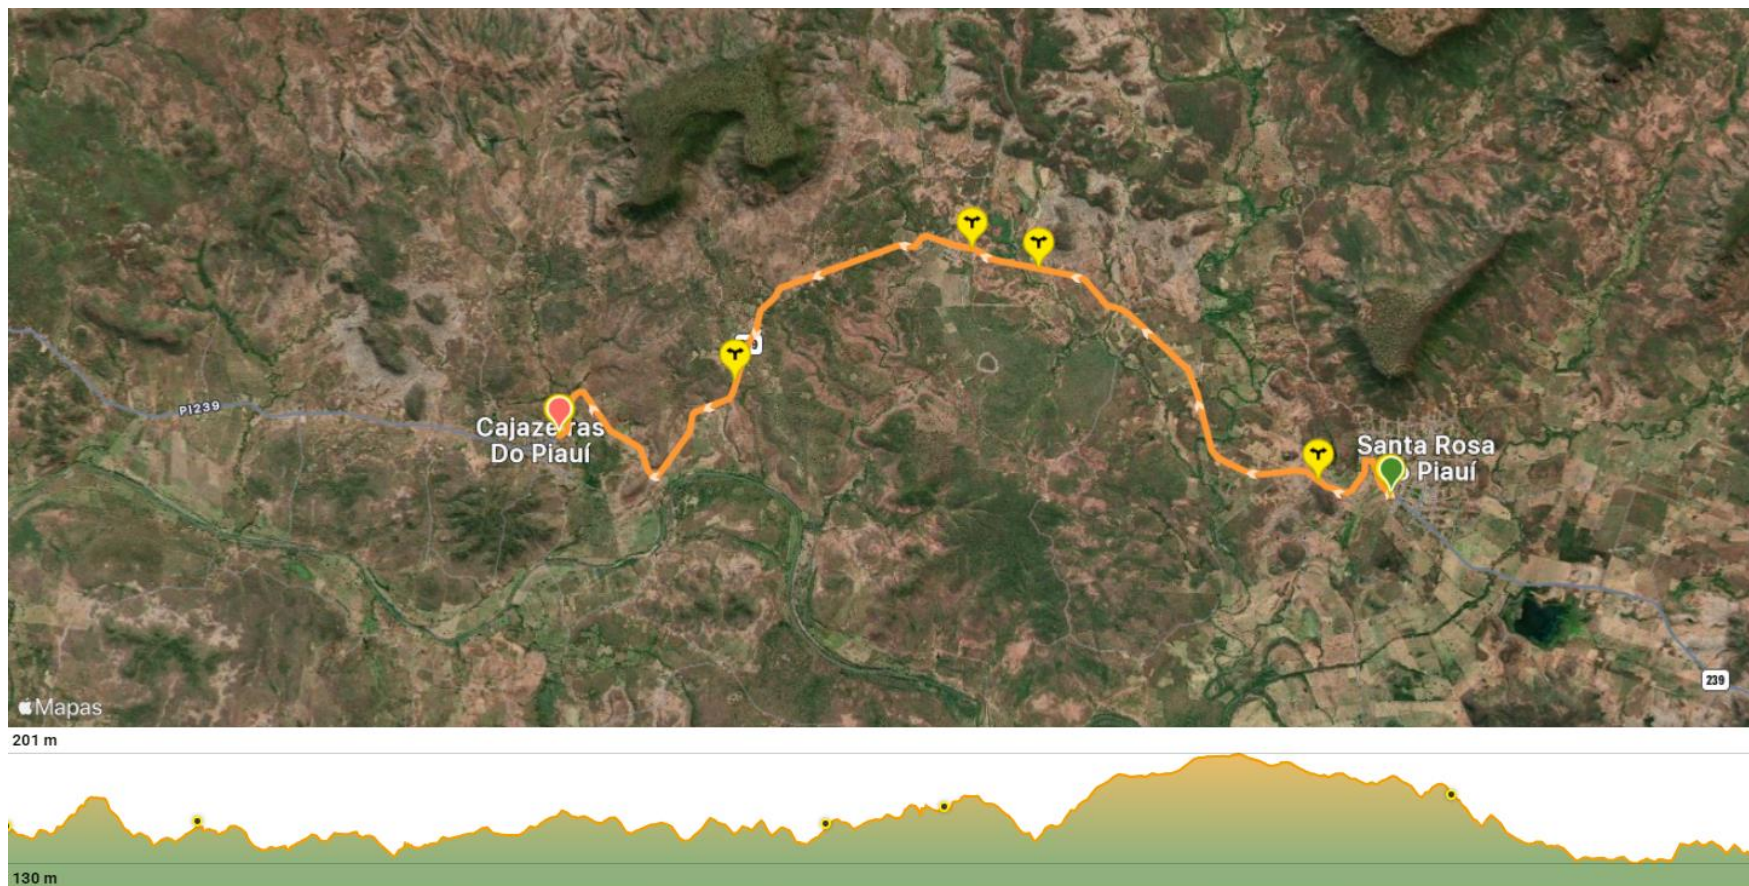 PI239
Cajazeiras
Do Piauí
Santa Rosa
Piauí
239
Mapas
201 m
130 m